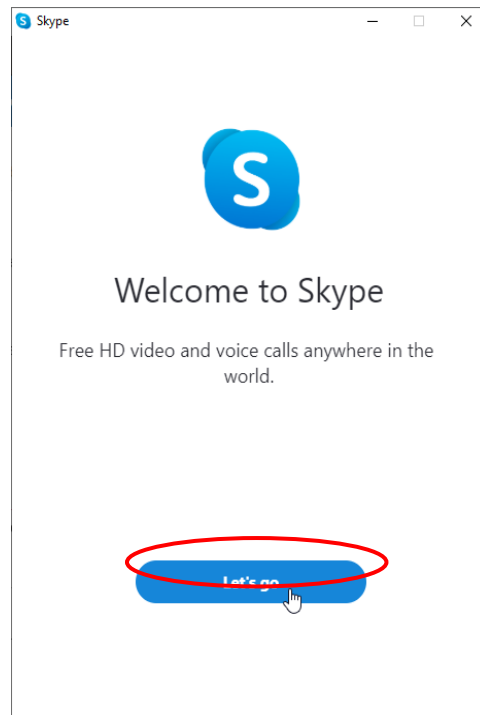 Skype
S
Welcome to Skype
Free HD video and voice calls anywhere in the
world.
Let's go